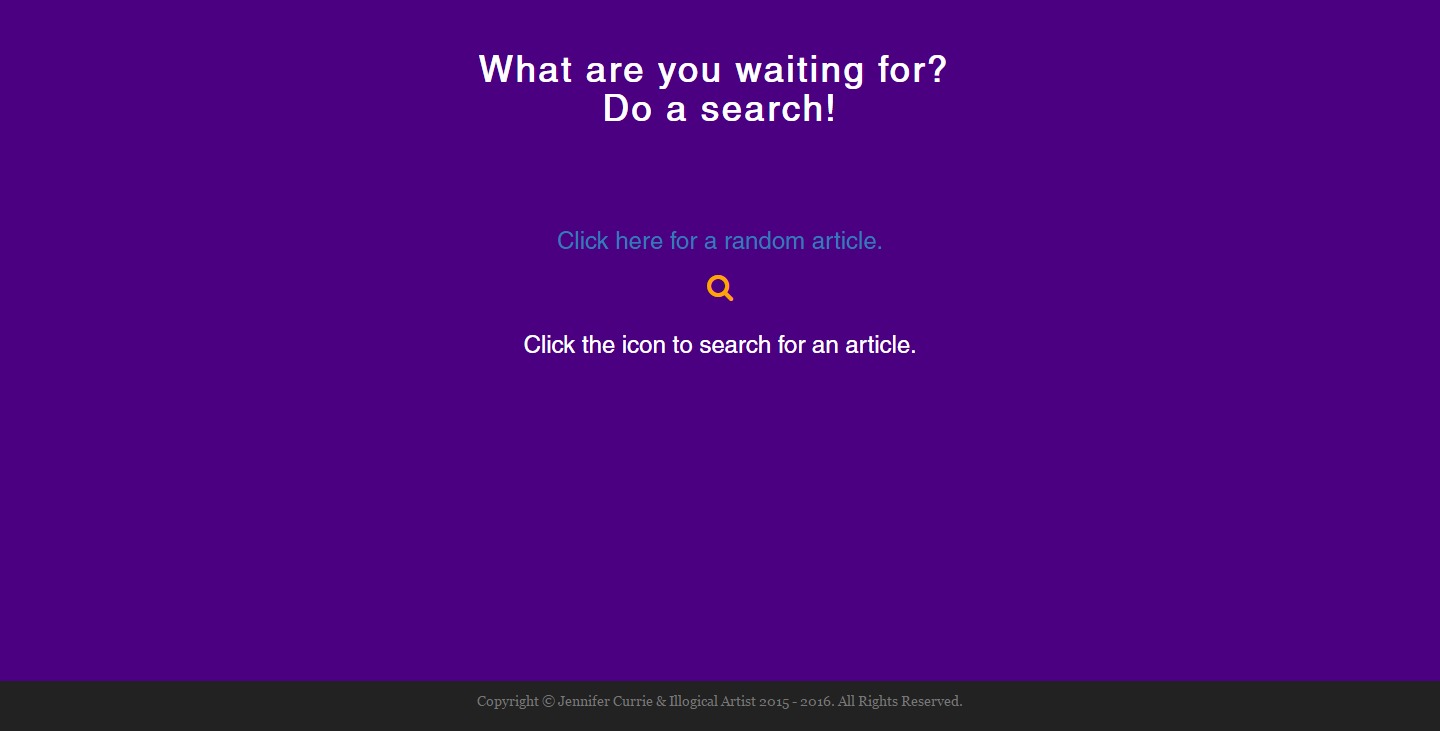 What are you waiting for?
Do a search!
Click here for a random article.
Click the icon to search for an article.
Copyright © Jennifer Currie & Illogical Artist 2015 - 2016. All Rights Reserved.